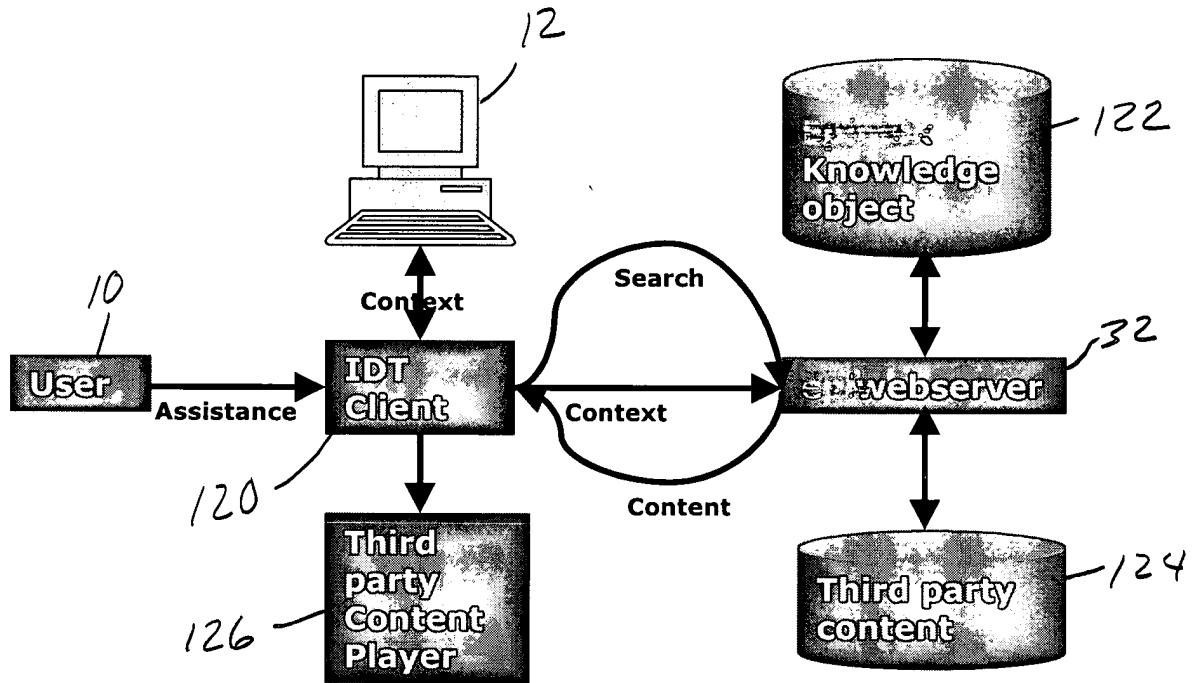 12
122
Knowledge
object
Search
10
Context
32
User
IDT
Client
webserver
Assistance
Context
120
Content
Third
party
Content
Player
Third party
content
124
126